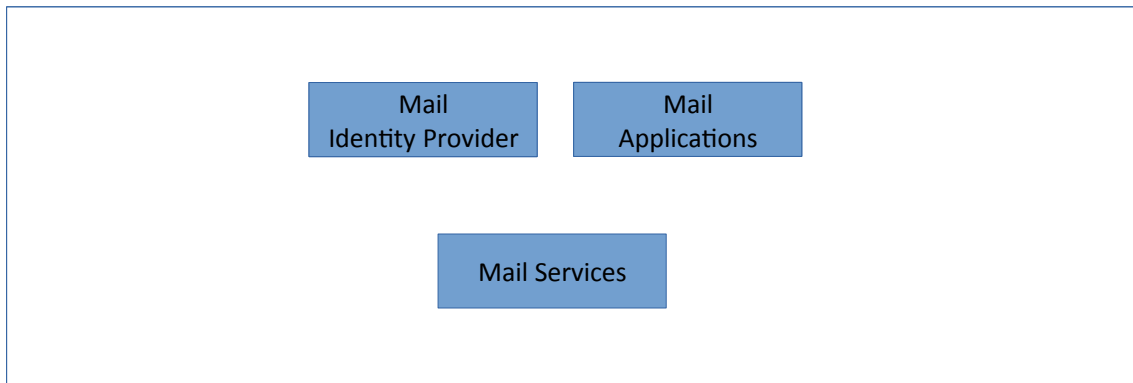 Mail
Identity Provider
Mail
Applications
Mail Services